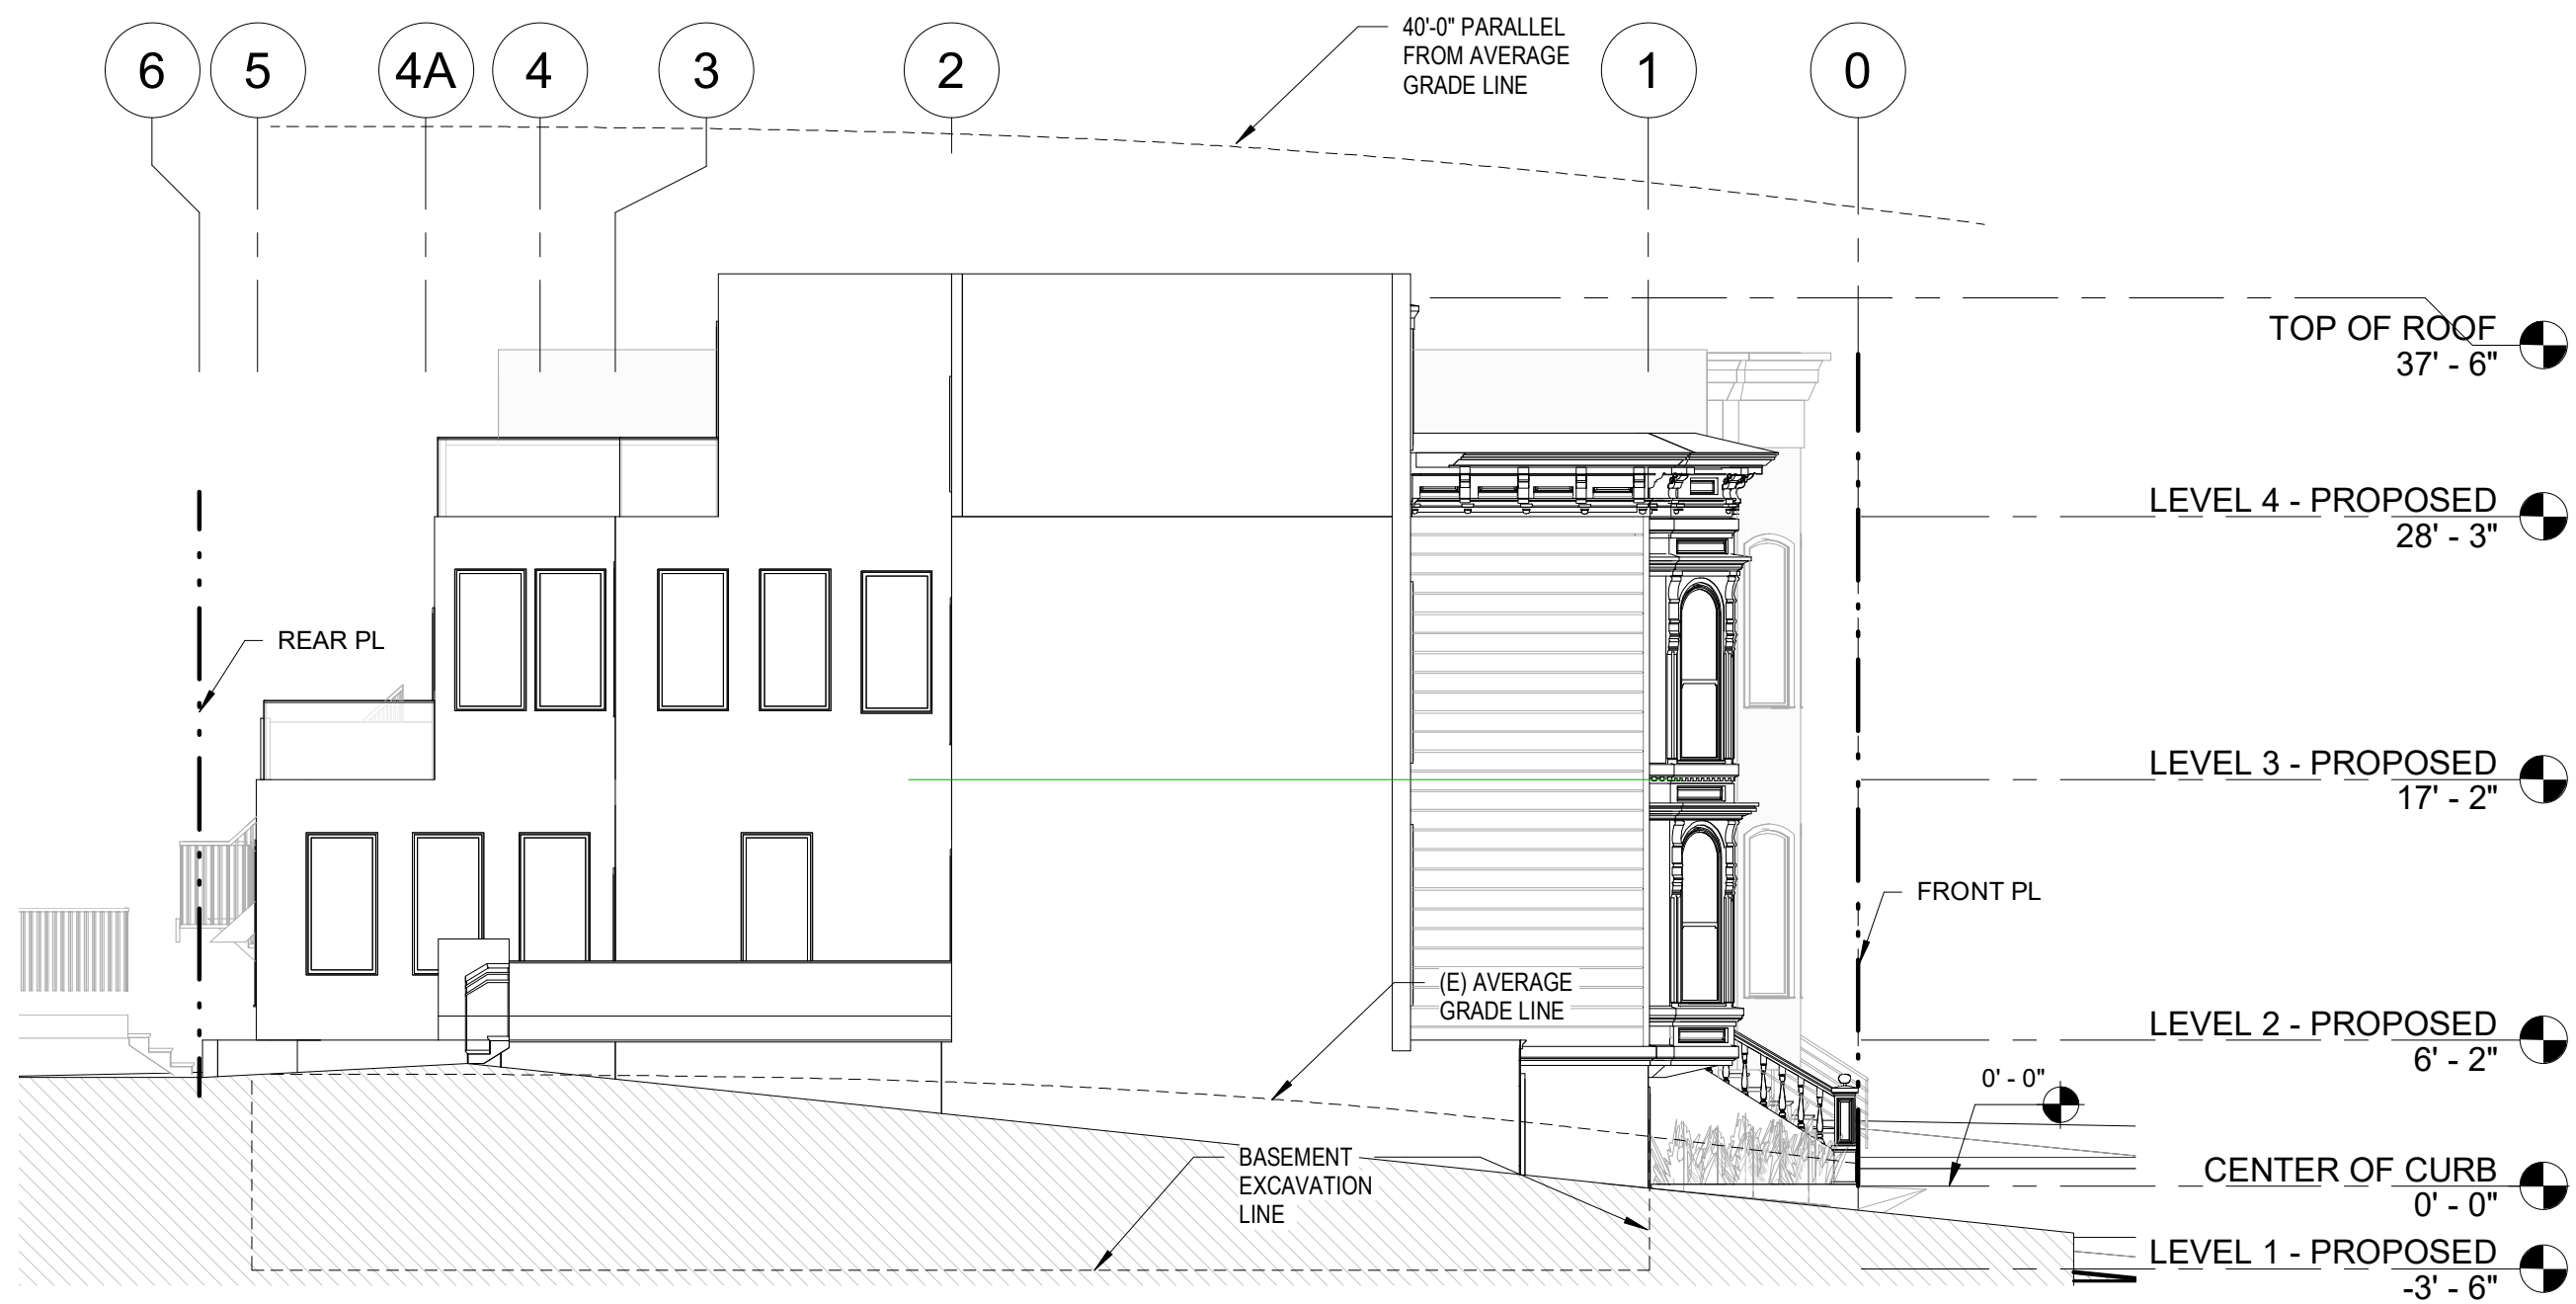 6
5
4A
4
3
2
1
0
40'-0" PARALLEL
FROM AVERAGE
GRADE LINE
TOP OF ROOF
37' - 6"
LEVEL 4 - PROPOSED
28' - 3"
REAR PL
LEVEL 3 - PROPOSED
17' - 2"
FRONT PL
(E) AVERAGE
GRADE LINE
LEVEL 2 - PROPOSED
6' - 2"
0' - 0"
BASEMENT
EXCAVATION
LINE
CENTER OF CURB
0' - 0"
LEVEL 1 - PROPOSED
-3' - 6"